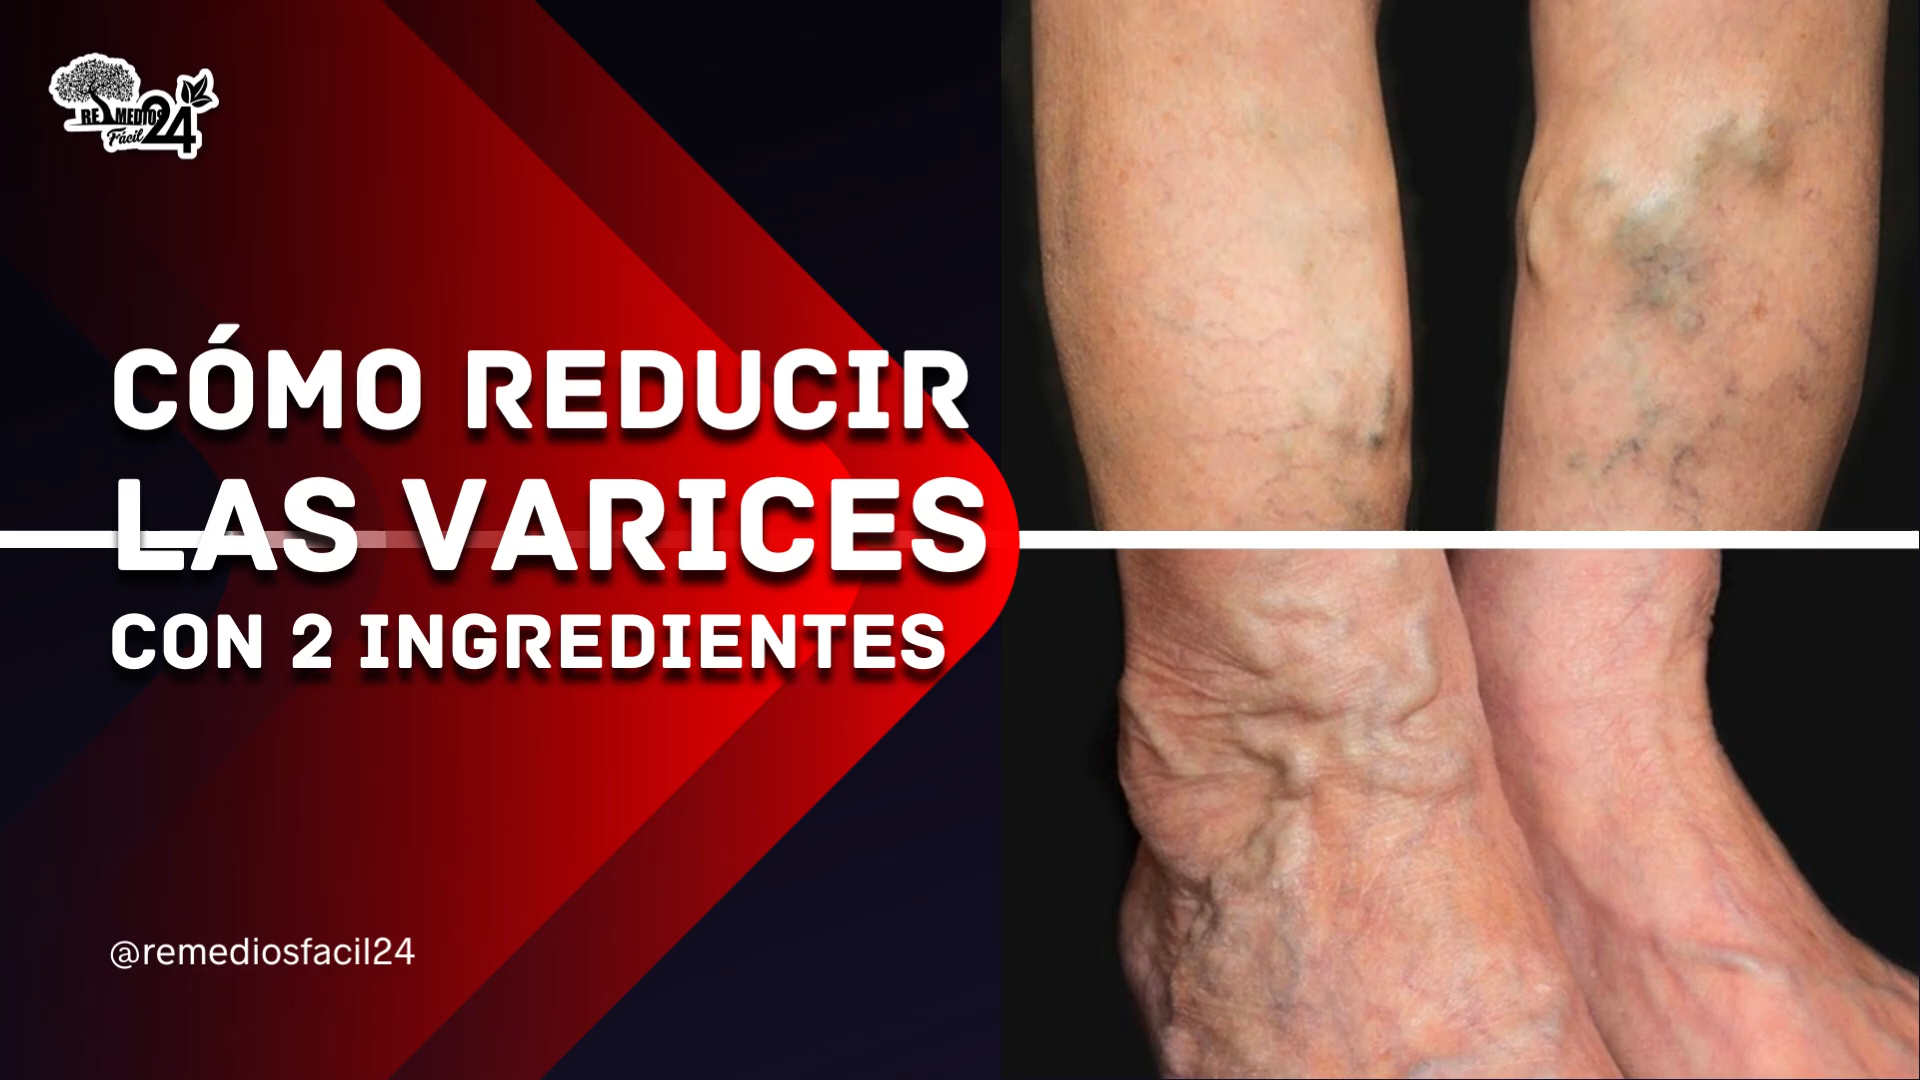 REMEDIOS
Fácil 24
CÓMO REDUCIR
LAS VARICES
CON 2 INGREDIENTES
@remediosfacil24